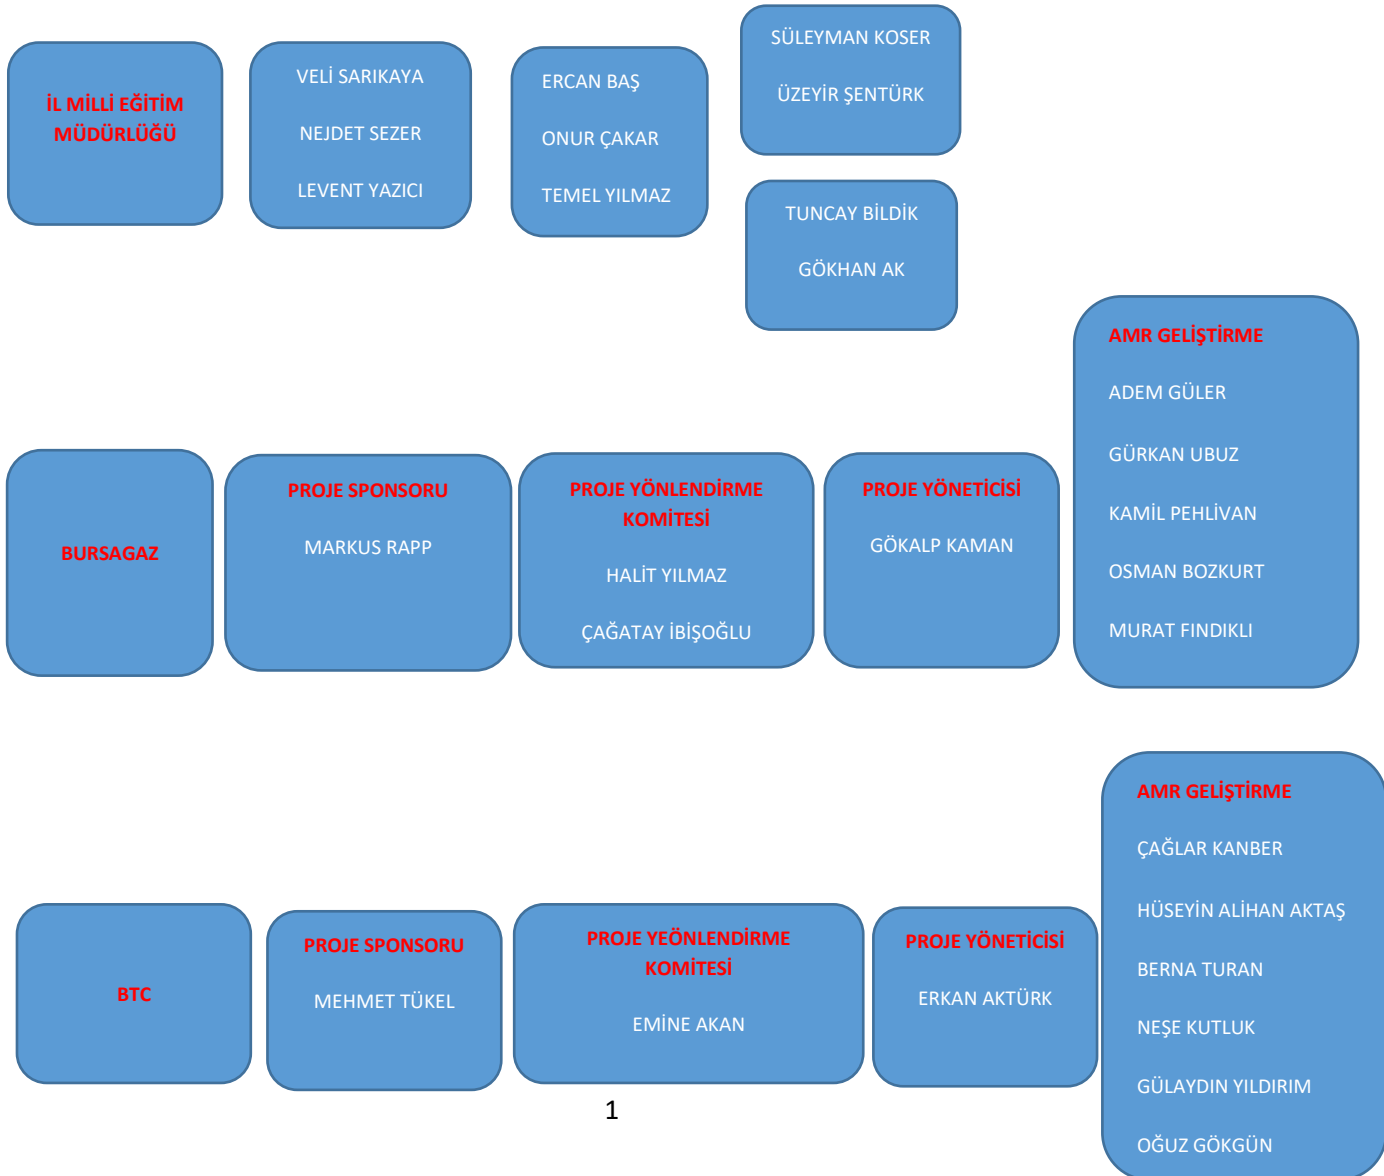 İL MİLLİ EĞİTİM
MÜDÜRLÜĞÜ
VELİ SARIKAYA
NEJDET SEZER
LEVENT YAZICI
ERCAN BAŞ
ONUR ÇAKAR
TEMEL YILMAZ
SÜLEYMAN KOSER
ÜZEYİR ŞENTÜRK
TUNCAY BİLDİK
GÖKHAN AK
BURSAGAZ
PROJE SPONSORU
MARKUS RAPP
PROJE YÖNLENDİRME
KOMİTESİ
HALİT YILMAZ
ÇAĞATAY İBİŞOĞLU
PROJE YÖNETİCİSİ
GÖKALP KAMAN
AMR GELİŞTİRME
ADEM GÜLER
GÜRKAN UBUZ
KAMİL PEHLİVAN
OSMAN BOZKURT
MURAT FINDIKLI
BTC
PROJE SPONSORU
MEHMET TÜKEL
PROJE YEÖNLENDİRME
KOMİTESİ
EMİNE AKAN
PROJE YÖNETİCİSİ
ERKAN AKTÜRK
AMR GELİŞTİRME
ÇAĞLAR KANBER
HÜSEYİN ALİHAN AKTAŞ
BERNA TURAN
NEŞE KUTLUK
GÜLAYDIN YILDIRIM
OĞUZ GÖKGÜN
1